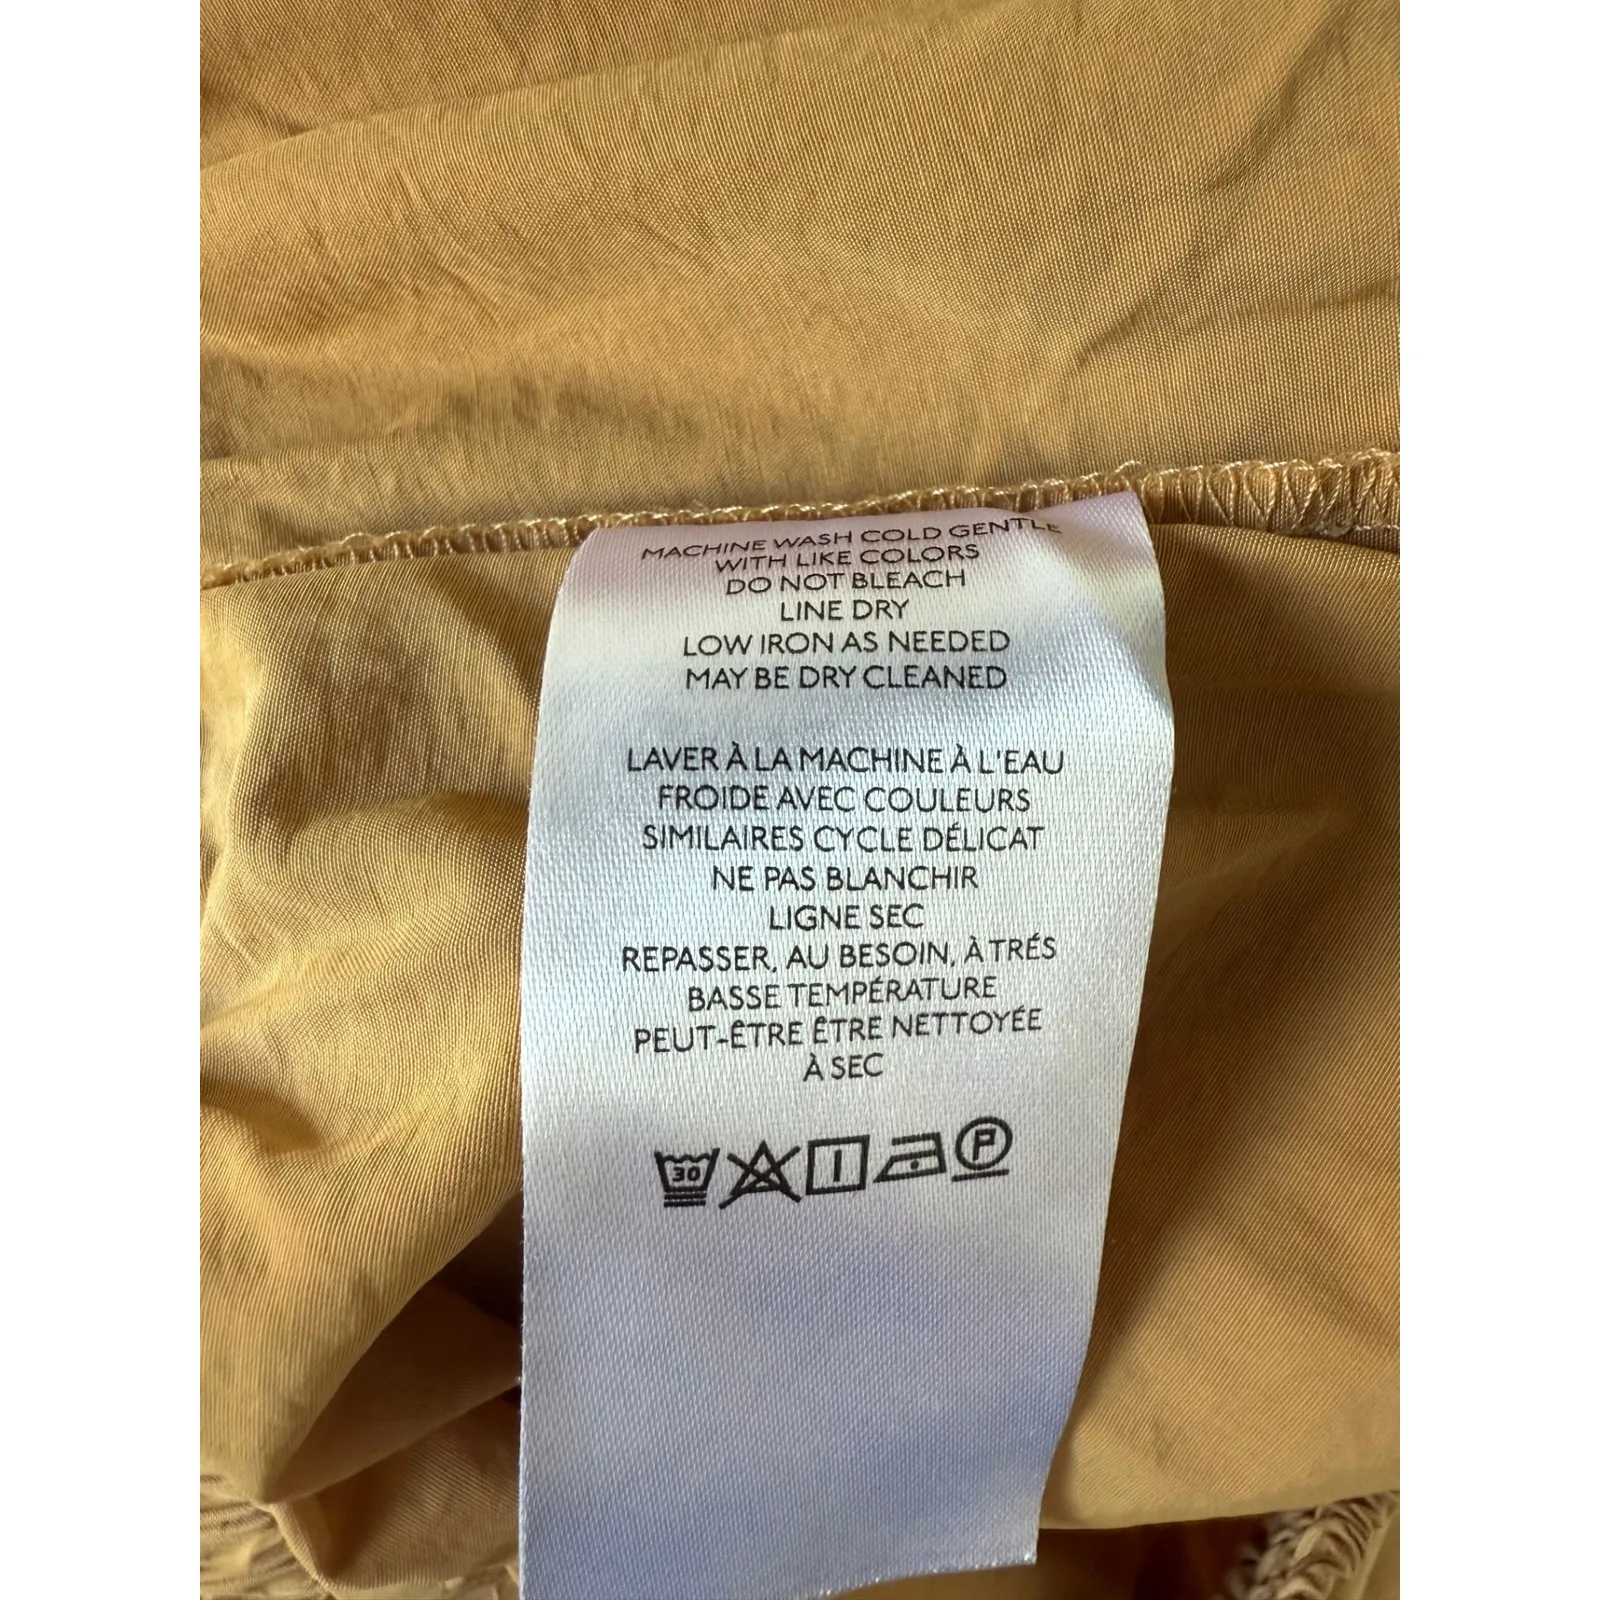 MACHINE WASH COLD GENTLE
WITH LIKE COLORS
DO NOT BLEACH
LINE DRY
LOW IRON AS NEEDED
MAY BE DRY CLEANED
LAVER À LA MACHINE À L'EAU
FROIDE AVEC COULEURS
SIMILAIRES CYCLE DÉLICAT
NE PAS BLANCHIR
LIGNE SEC
REPASSER, AU BESOIN, À TRÉS
BASSE TEMPÉRATURE
PEUT-ÊTRE ÊTRE NETTOYÉE
À SEC
30 P